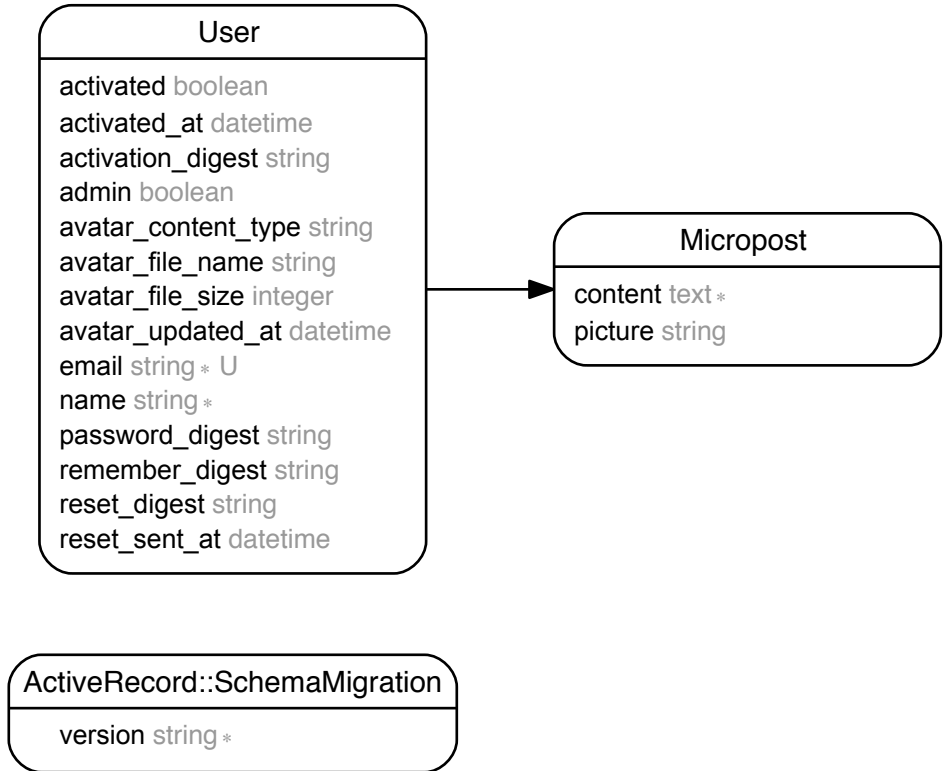 User
activated boolean
activated_at datetime
activation_digest string
admin boolean
avatar_content_type string
avatar_file_name string
avatar_file_size integer
avatar_updated_at datetime
email string * U
name string *
password_digest string
remember_digest string
reset_digest string
reset_sent_at datetime
Micropost
content text *
picture string
ActiveRecord::SchemaMigration
version string *